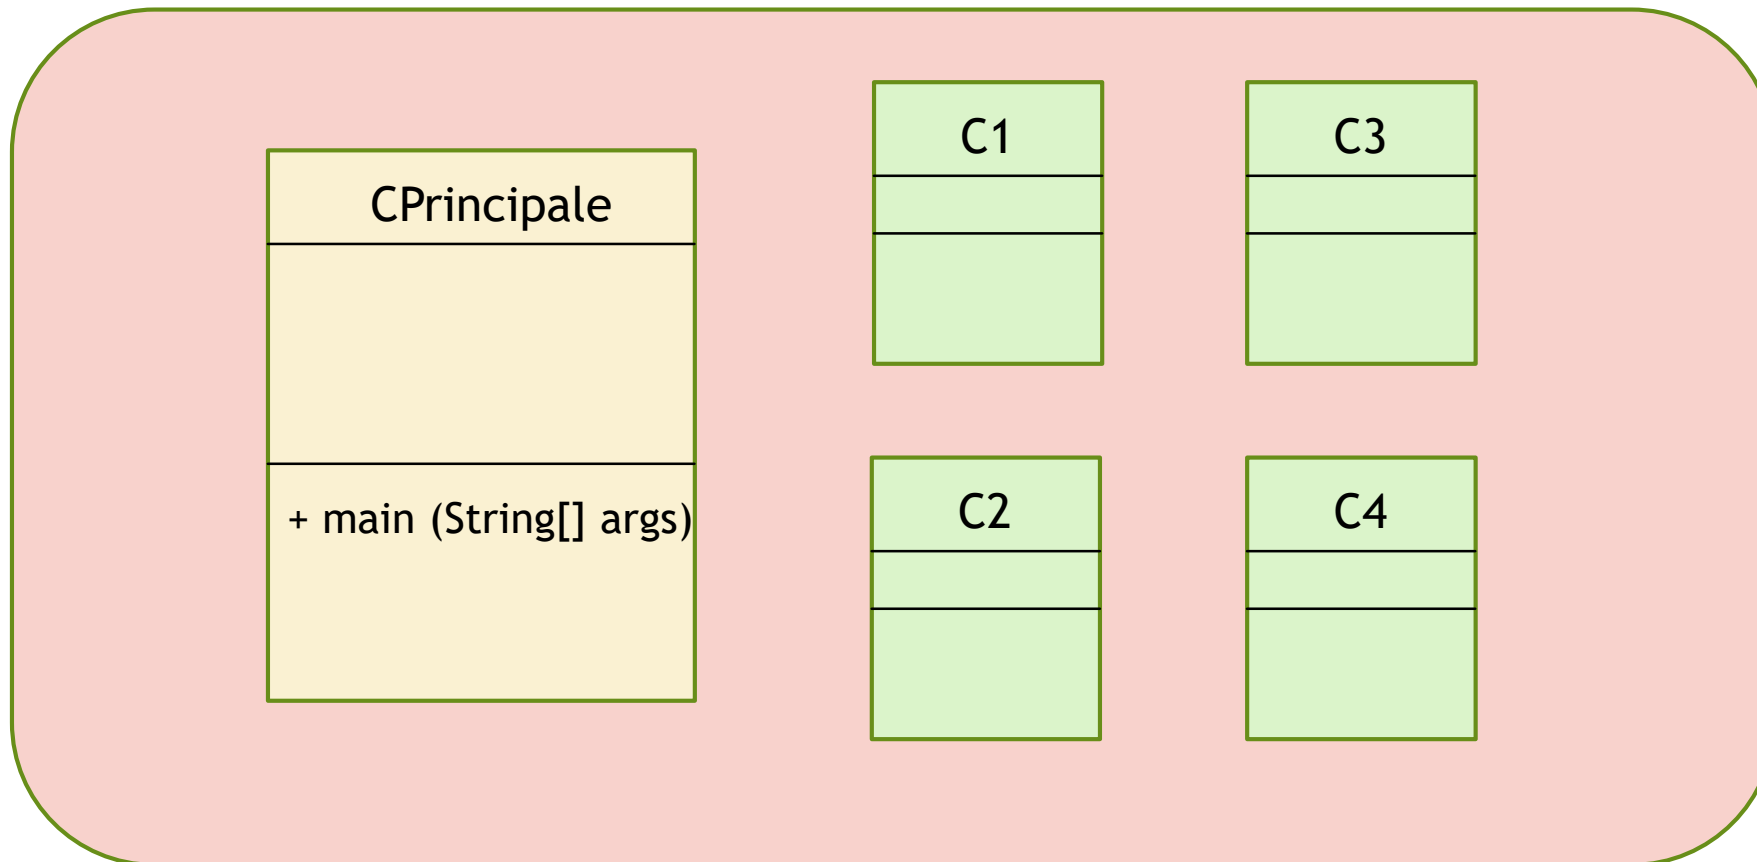 CPrincipale
+ main (String[] args)
C1
C3
C2
C4